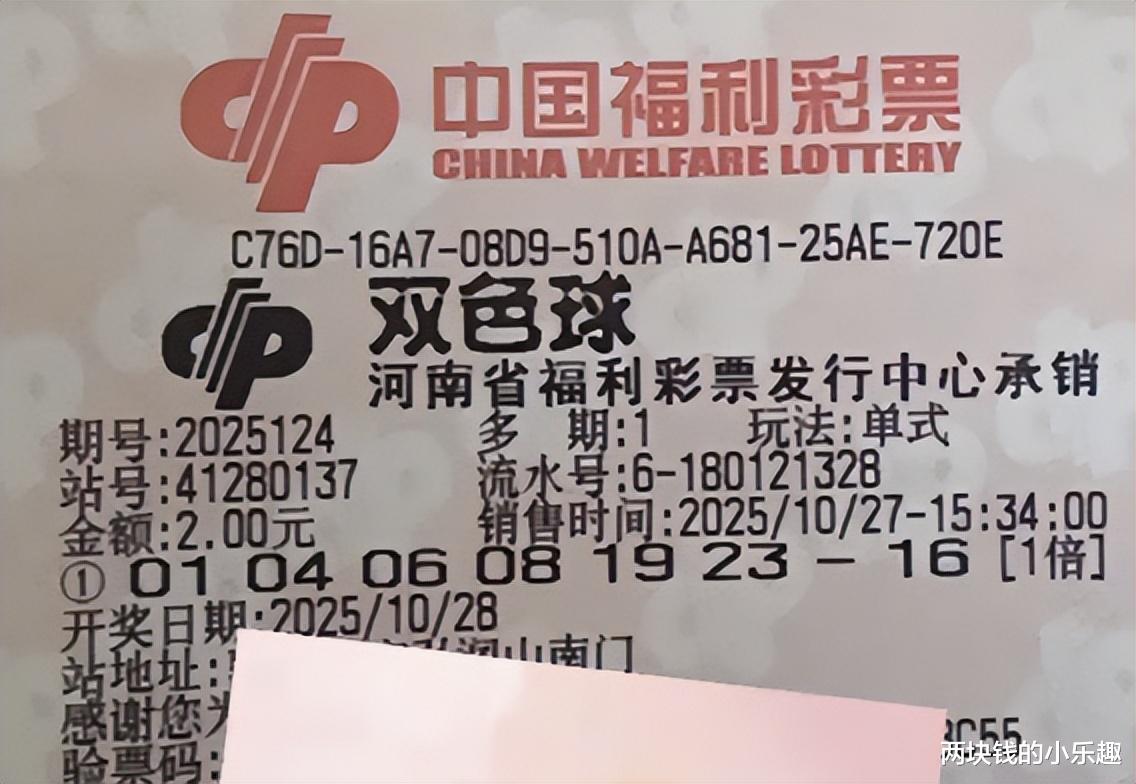 中国福利彩票
CHINA WELFARE LOTTERY
C76D-16A7-08D9-510A-A681-25AE-720E
双色球
河南省福利彩票发行中心承销
期号:2025124 多 期:1 玩法:单式
站号:41280137 流水号:6-180121328
金额:2.00元 销售时间:2025/10/27-15:34:00
① 01 04 06 08 19 23 - 16 [1倍]
开奖日期:2025/10/28
站地址: 山南门
感谢您为
验票码: C55
两块钱的小乐趣